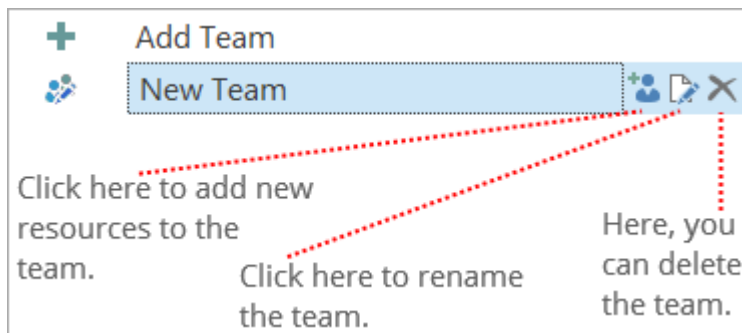 Add Team
New Team
Click here to add new
resources to the
team.
Click here to rename
the team.
Here, you
can delete
the team.